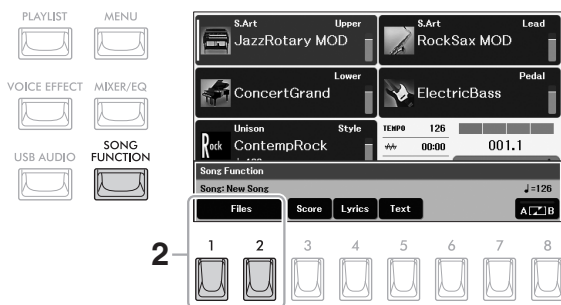 PLAYLIST MENU
VOICE EFFECT MIXER/EQ
USB AUDIO SONG FUNCTION
S.Art Upper
JazzRotary MOD
S.Art Lead
RockSax MOD
Lower
ConcertGrand
Pedal
ElectricBass
Unison Style
Rock ContempRock
TEMPO 126
00:00 001.1
Song Function
Song: New Song ♩=126
Files Score Lyrics Text A B
2
1 2 3 4 5 6 7 8